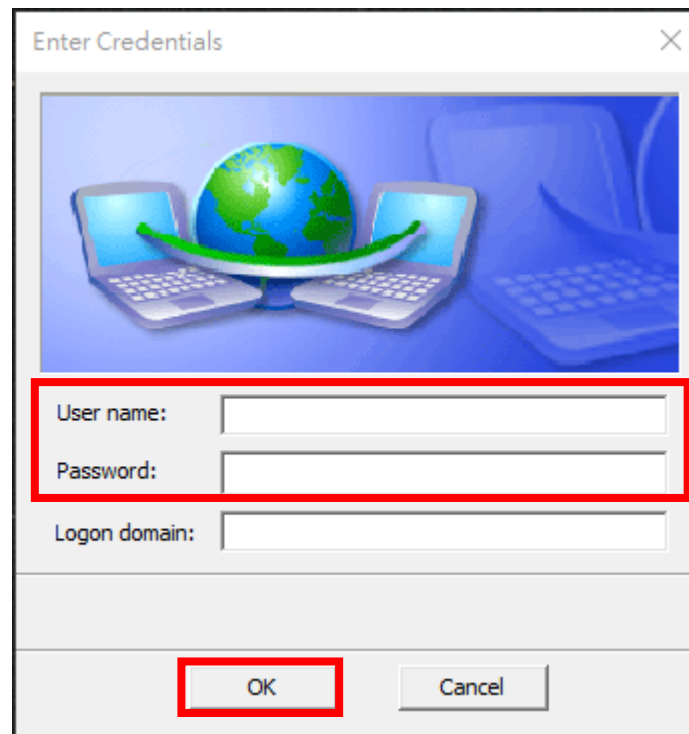 Enter Credentials
User name:
Password:
Logon domain:
OK Cancel